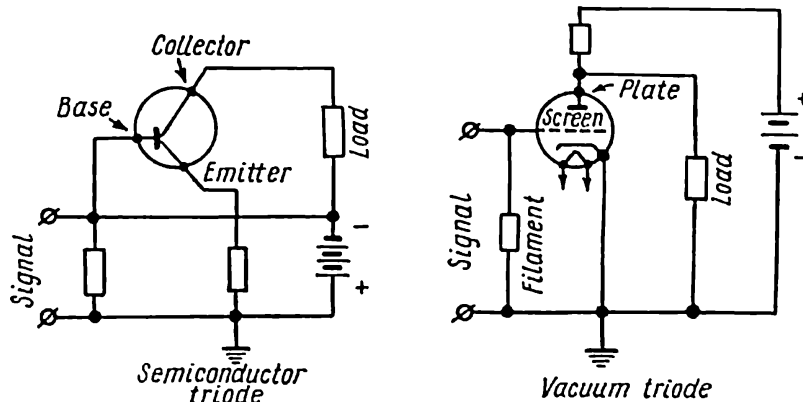 Collector
Base
Emitter
Load
Signal
-
+
Semiconductor
triode
Plate
Screen
Signal
Filament
Load
+
-
Vacuum triode